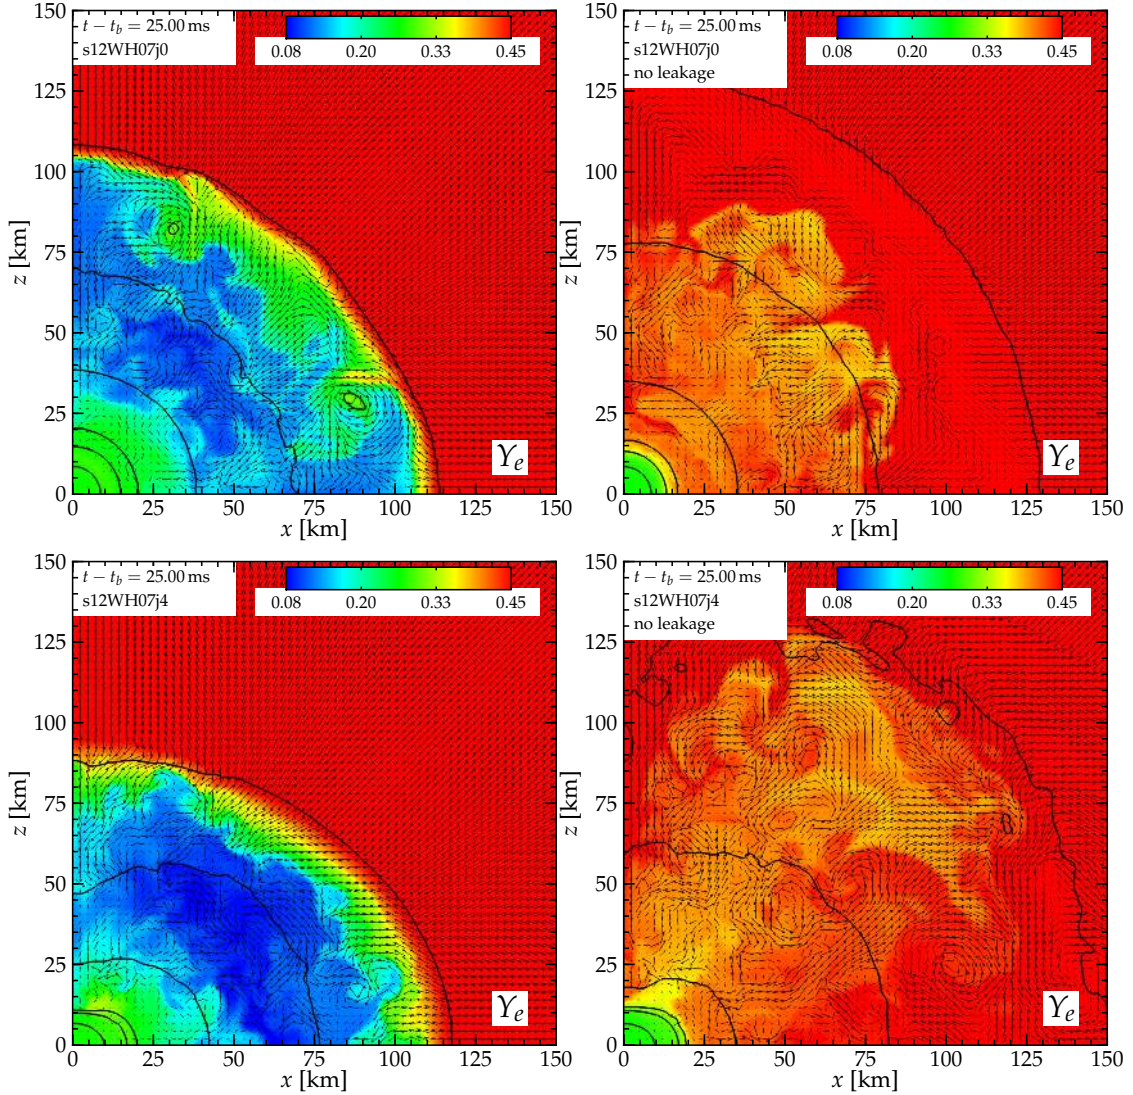 t − t_b = 25.00 ms
s12WH07j0
0.08 0.20 0.33 0.45
150
125
100
75
50
25
0
z [km]
Y_e
0 25 50 75 100 125 150
x [km]
t − t_b = 25.00 ms
s12WH07j0
no leakage
0.08 0.20 0.33 0.45
150
125
100
75
50
25
0
z [km]
Y_e
0 25 50 75 100 125 150
x [km]
t − t_b = 25.00 ms
s12WH07j4
0.08 0.20 0.33 0.45
150
125
100
75
50
25
0
z [km]
Y_e
0 25 50 75 100 125 150
x [km]
t − t_b = 25.00 ms
s12WH07j4
no leakage
0.08 0.20 0.33 0.45
150
125
100
75
50
25
0
z [km]
Y_e
0 25 50 75 100 125 150
x [km]